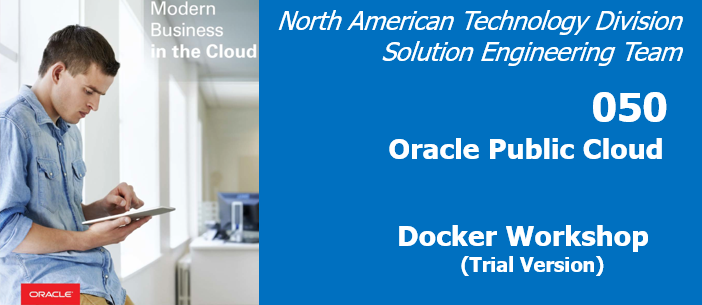 Modern
Business
in the Cloud
ORACLE
North American Technology Division
Solution Engineering Team
050
Oracle Public Cloud
Docker Workshop
(Trial Version)